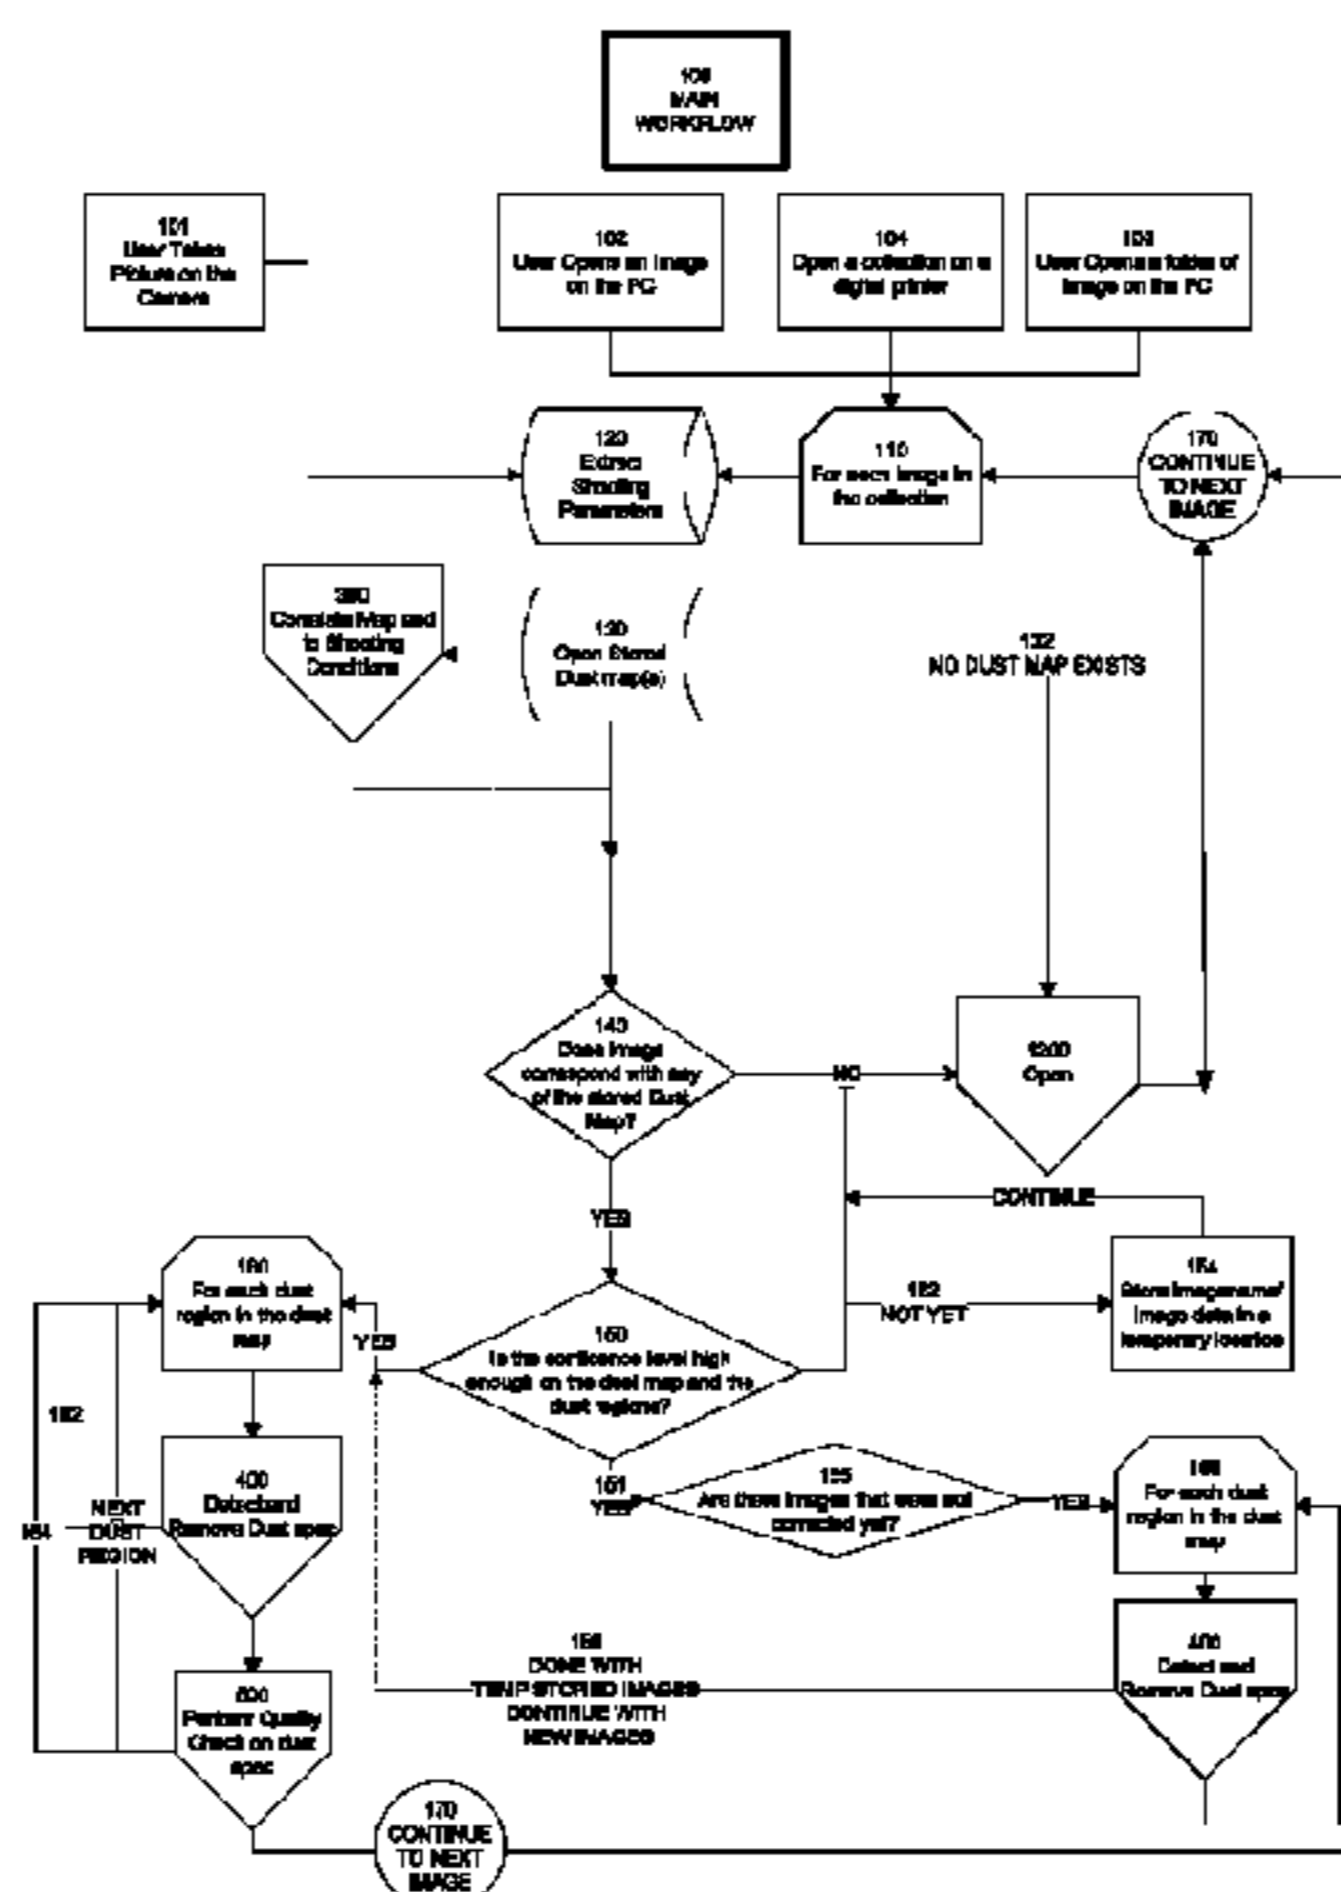 100
MAIN
WORKFLOW
101
User Takes
Picture on the
Camera
102
User Opens an Image
on the PC
104
Open a collection on a
digital printer
User Opens a folder of
Image on the PC
120
Extract
Shooting
Parameters
110
For each image in
the collection
170
CONTINUE
TO NEXT
IMAGE
Map and
to Shooting
Conditions
130
Open Stored
Dust map(s)
132
NO DUST MAP EXISTS
140
Does Image
correspond with any
of the stored Dust
Map?
NO
1200
Open
YES
CONTINUE
For each dust
region in the dust
map
YES
150
Is the confidence level high
enough on the dust map and the
dust regions?
NOT YET
Store Image name/
Image data in a
temporary location
400
Detect and
Remove Dust spec
NEXT
DUST
REGION
151
YES
Are there images that were not
corrected yet?
YES
For each dust
region in the dust
map
DONE WITH
TEMP STORED IMAGES
CONTINUE WITH
NEW IMAGES
400
Detect and
Remove Dust spec
Perform Quality
Check on dust
spec
170
CONTINUE
TO NEXT
IMAGE